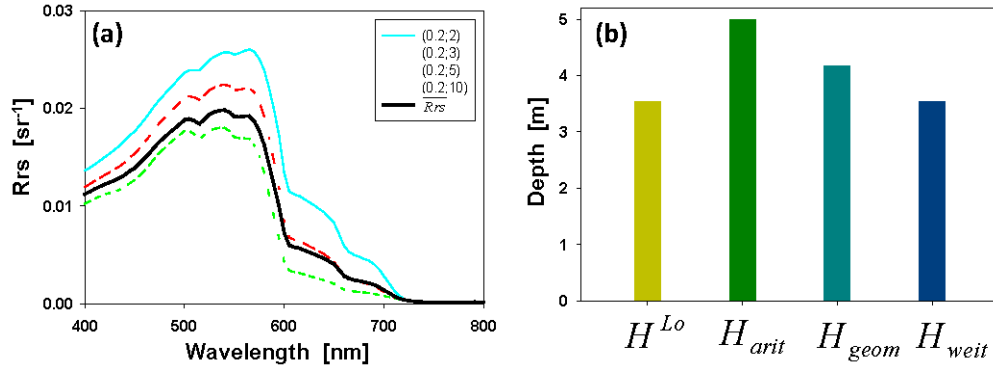 (a)
0.03
0.02
0.01
0.00
Rrs [sr⁻¹]
(0.2;2)
(0.2;3)
(0.2;5)
(0.2;10)
R̅r̅s̅
400 500 600 700 800
Wavelength [nm]
(b)
5
4
3
2
1
0
Depth [m]
H^Lo H_arit H_geom H_weit